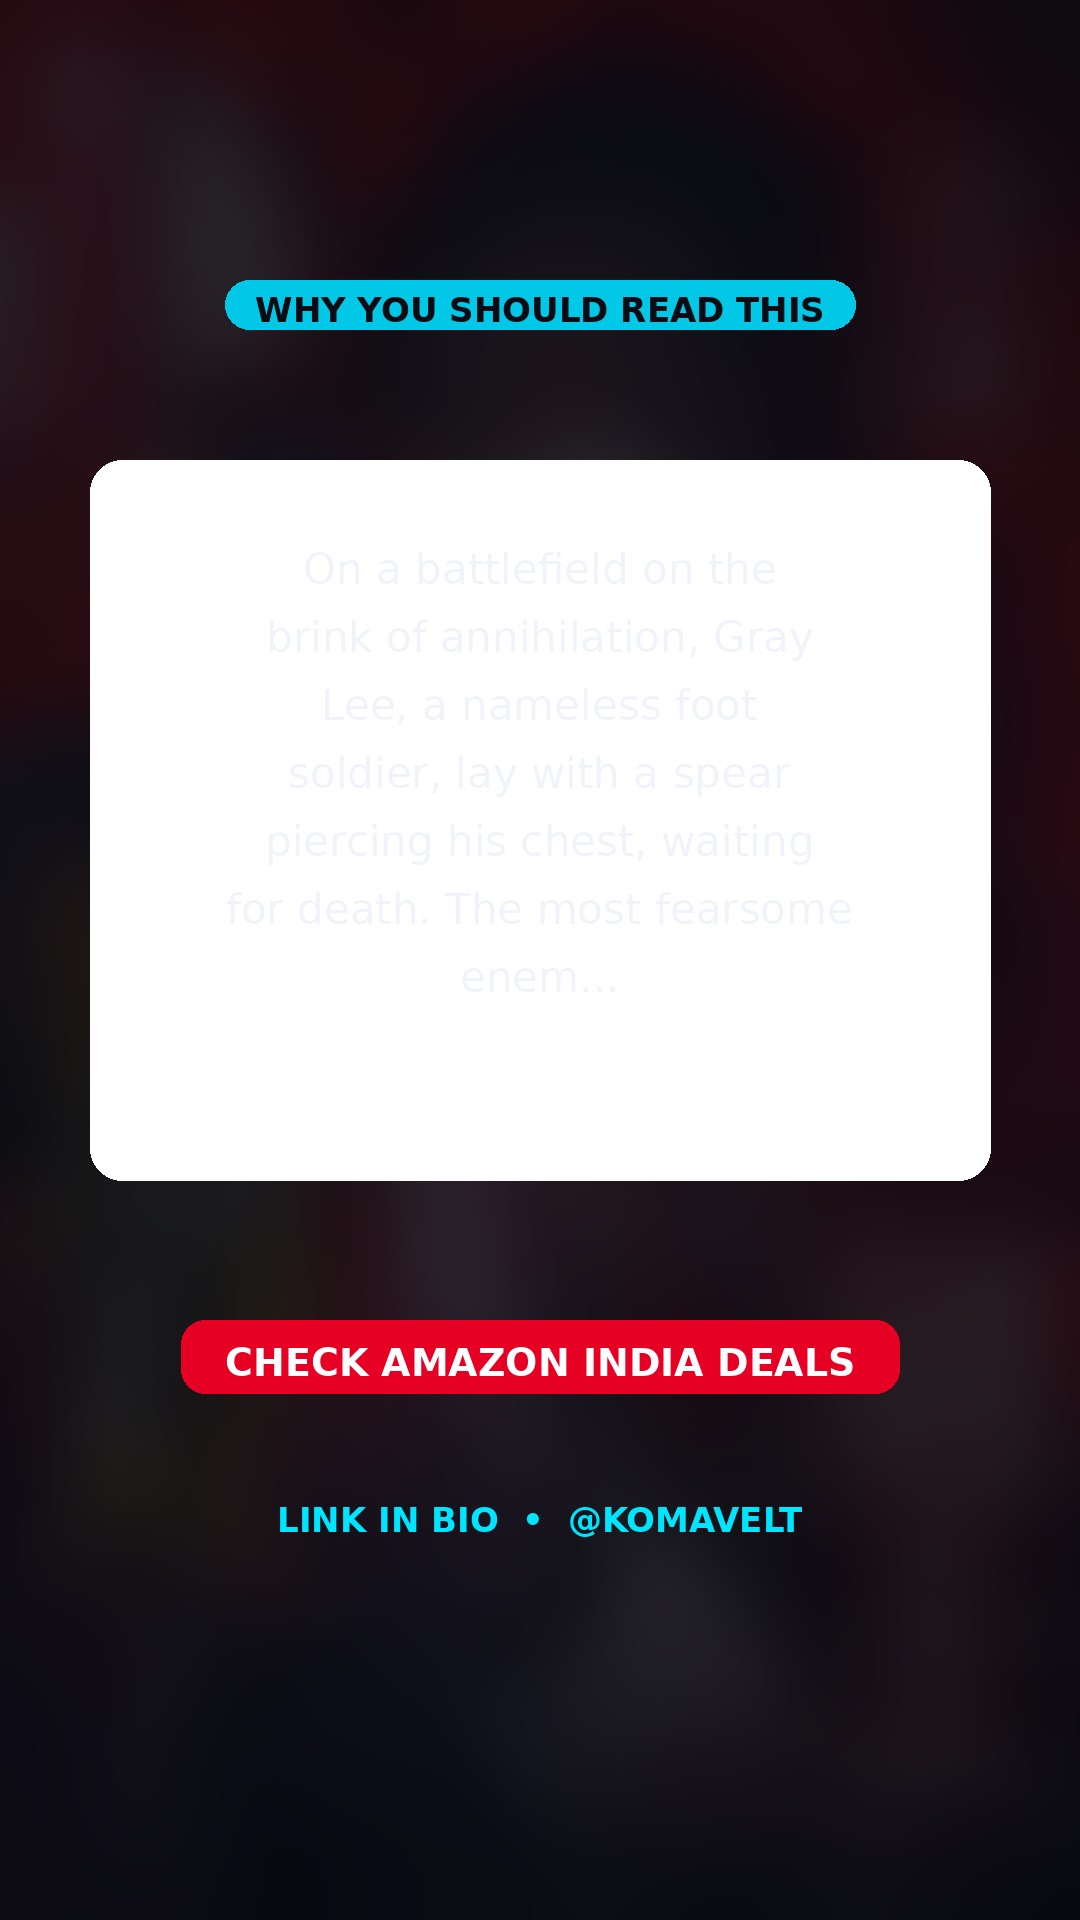 WHY YOU SHOULD READ THIS
On a battlefield on the
brink of annihilation, Gray
Lee, a nameless foot
soldier, lay with a spear
piercing his chest, waiting
for death. The most fearsome
enem...
CHECK AMAZON INDIA DEALS
LINK IN BIO • @KOMAVELT